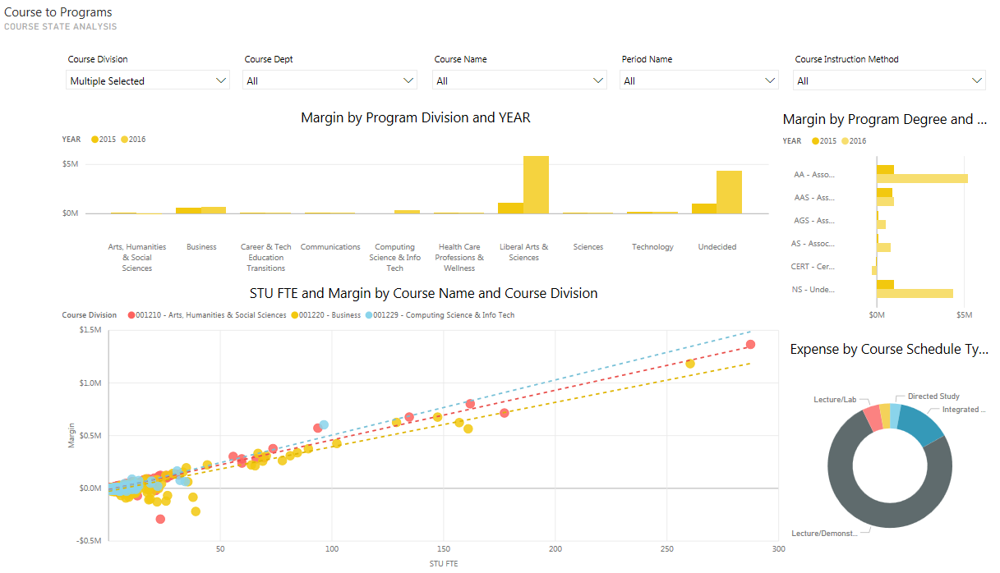 Course to Programs
COURSE STATE ANALYSIS
Course Division
Course Dept
Course Name
Period Name
Course Instruction Method
Multiple Selected
All
All
All
All
Margin by Program Division and YEAR
YEAR 2015 2016
$5M
$0M
Arts, Humanities
& Social
Sciences
Business
Career & Tech
Education
Transitions
Communications
Computing
Science & Info
Tech
Health Care
Professions &
Wellness
Liberal Arts &
Sciences
Sciences
Technology
Undecided
Margin by Program Degree and ...
YEAR 2015 2016
AA - Asso...
AAS - Ass...
AGS - Ass...
AS - Assoc...
CERT - Cer...
NS - Unde...
$0M $5M
STU FTE and Margin by Course Name and Course Division
Course Division 001210 - Arts, Humanities & Social Sciences 001220 - Business 001229 - Computing Science & Info Tech
$1.5M
$1.0M
$0.5M
$0.0M
-$0.5M
Margin
50 100 150 200 250 300
STU FTE
Expense by Course Schedule Ty...
Lecture/Lab
Directed Study
Integrated ...
Lecture/Demonst...